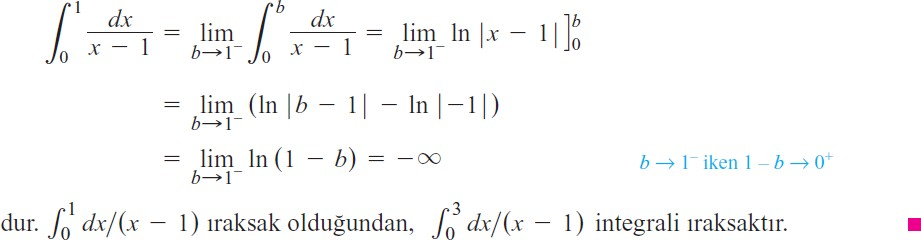 ∫₀¹ dx/(x − 1) = lim_{b→1⁻} ∫₀ᵇ dx/(x − 1) = lim_{b→1⁻} ln |x − 1|]₀ᵇ
= lim_{b→1⁻} (ln |b − 1| − ln |−1|)
= lim_{b→1⁻} ln (1 − b) = −∞ b → 1⁻ iken 1 – b → 0⁺
dur. ∫₀¹ dx/(x − 1) ıraksak olduğundan, ∫₀³ dx/(x − 1) integrali ıraksaktır.